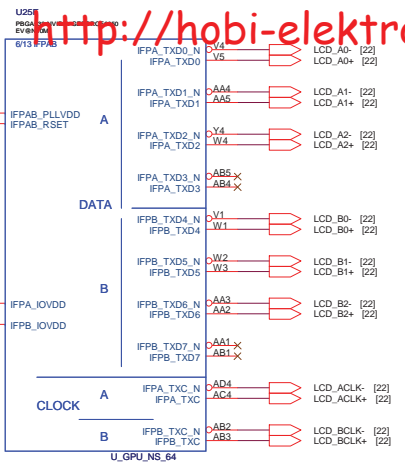 U25F
http://hobi-elektro
6/13 IFPAB
IFPA_TXD0_N V4 LCD_A0- [22]
IFPA_TXD0 V5 LCD_A0+ [22]
IFPA_TXD1_N AA4 LCD_A1- [22]
IFPA_TXD1 AA5 LCD_A1+ [22]
IFPAB_PLLVDD
IFPAB_RSET
A
IFPA_TXD2_N Y4 LCD_A2- [22]
IFPA_TXD2 W4 LCD_A2+ [22]
IFPA_TXD3_N AB5
IFPA_TXD3 AB4
DATA
IFPB_TXD4_N V1 LCD_B0- [22]
IFPB_TXD4 W1 LCD_B0+ [22]
IFPB_TXD5_N W2 LCD_B1- [22]
IFPB_TXD5 W3 LCD_B1+ [22]
B
IFPA_IOVDD
IFPB_TXD6_N AA3 LCD_B2- [22]
IFPB_TXD6 AA2 LCD_B2+ [22]
IFPB_IOVDD
IFPB_TXD7_N AA1
IFPB_TXD7 AB1
A
IFPA_TXC_N AD4 LCD_ACLK- [22]
IFPA_TXC AC4 LCD_ACLK+ [22]
CLOCK
B
IFPB_TXC_N AB2 LCD_BCLK- [22]
IFPB_TXC AB3 LCD_BCLK+ [22]
U_GPU_NS_64